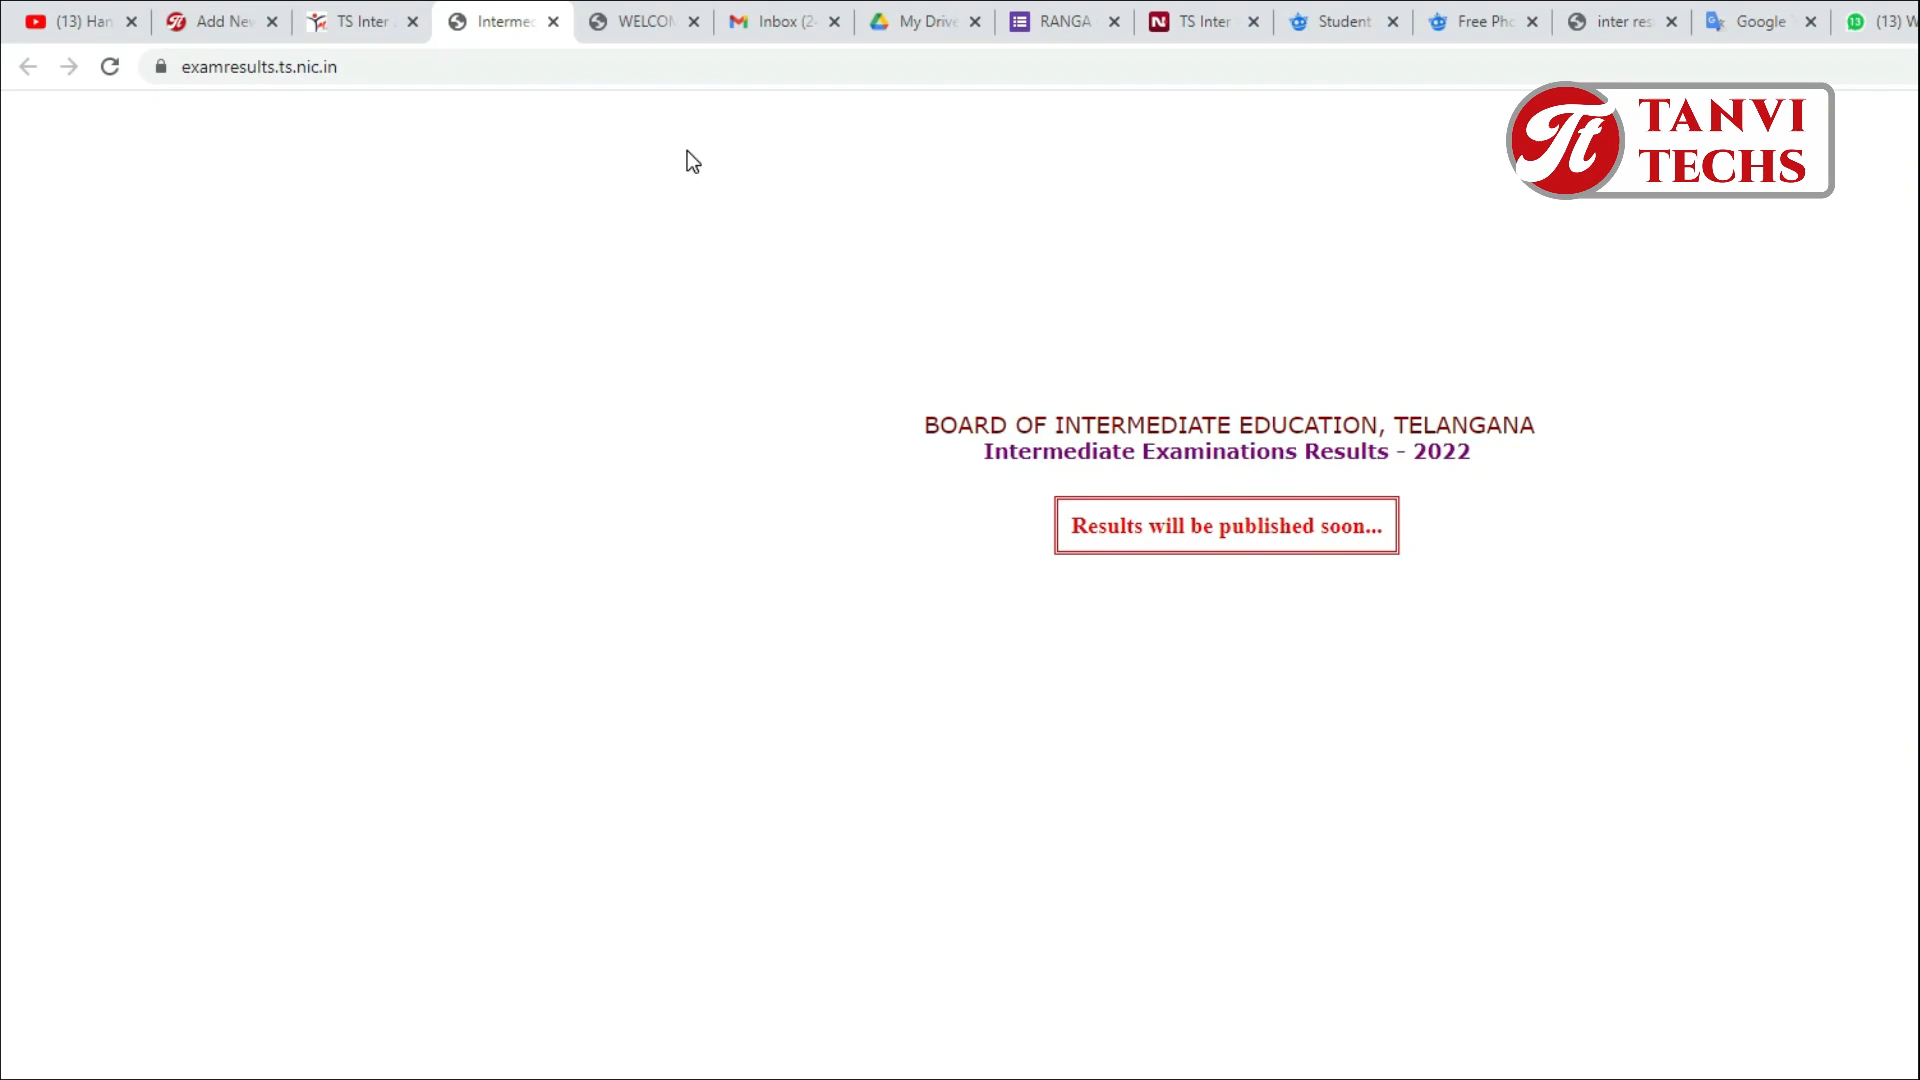 (13) Han
Add Nev
TS Inter
Intermed
WELCOM
Inbox (2
My Drive
RANGA
TS Inter
Student
Free Pho
inter res
Google
(13) W
examresults.ts.nic.in
TANVI
TECHS
BOARD OF INTERMEDIATE EDUCATION, TELANGANA
Intermediate Examinations Results - 2022
Results will be published soon...